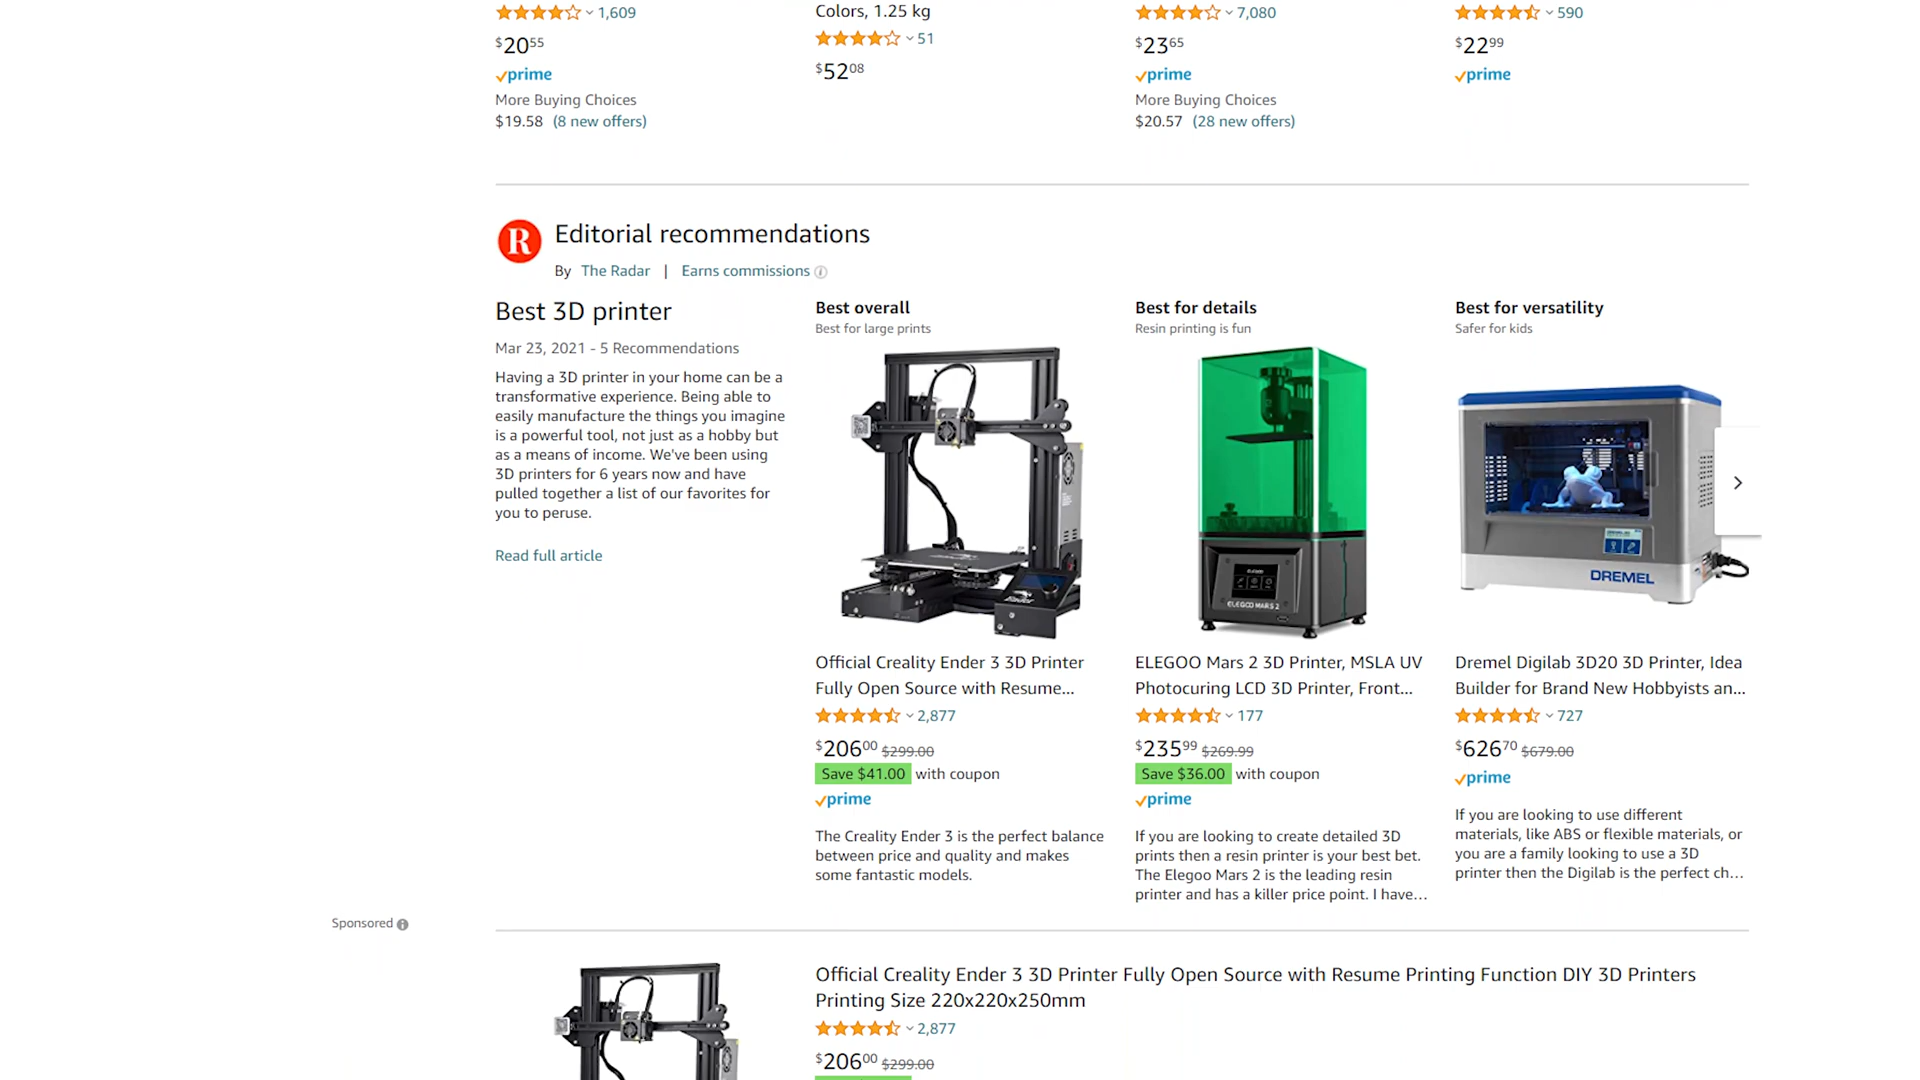 1,609
$20 55
prime
More Buying Choices
$19.58 (8 new offers)
Colors, 1.25 kg
51
$52 08
7,080
$23 65
prime
More Buying Choices
$20.57 (28 new offers)
590
$22 99
prime
R
Editorial recommendations
By The Radar | Earns commissions
Best 3D printer
Mar 23, 2021 - 5 Recommendations
Having a 3D printer in your home can be a
transformative experience. Being able to
easily manufacture the things you imagine
is a powerful tool, not just as a hobby but
as a means of income. We've been using
3D printers for 6 years now and have
pulled together a list of our favorites for
you to peruse.
Read full article
Best overall
Best for large prints
Official Creality Ender 3 3D Printer
Fully Open Source with Resume...
2,877
$206 00 $299.00
Save $41.00 with coupon
prime
The Creality Ender 3 is the perfect balance
between price and quality and makes
some fantastic models.
Best for details
Resin printing is fun
ELEGOO MARS 2
ELEGOO Mars 2 3D Printer, MSLA UV
Photocuring LCD 3D Printer, Front...
177
$235 99 $269.99
Save $36.00 with coupon
prime
If you are looking to create detailed 3D
prints then a resin printer is your best bet.
The Elegoo Mars 2 is the leading resin
printer and has a killer price point. I have...
Best for versatility
Safer for kids
DREMEL
Dremel Digilab 3D20 3D Printer, Idea
Builder for Brand New Hobbyists an...
727
$626 70 $679.00
prime
If you are looking to use different
materials, like ABS or flexible materials, or
you are a family looking to use a 3D
printer then the Digilab is the perfect ch...
Sponsored
Official Creality Ender 3 3D Printer Fully Open Source with Resume Printing Function DIY 3D Printers
Printing Size 220x220x250mm
2,877
$206 00 $299.00